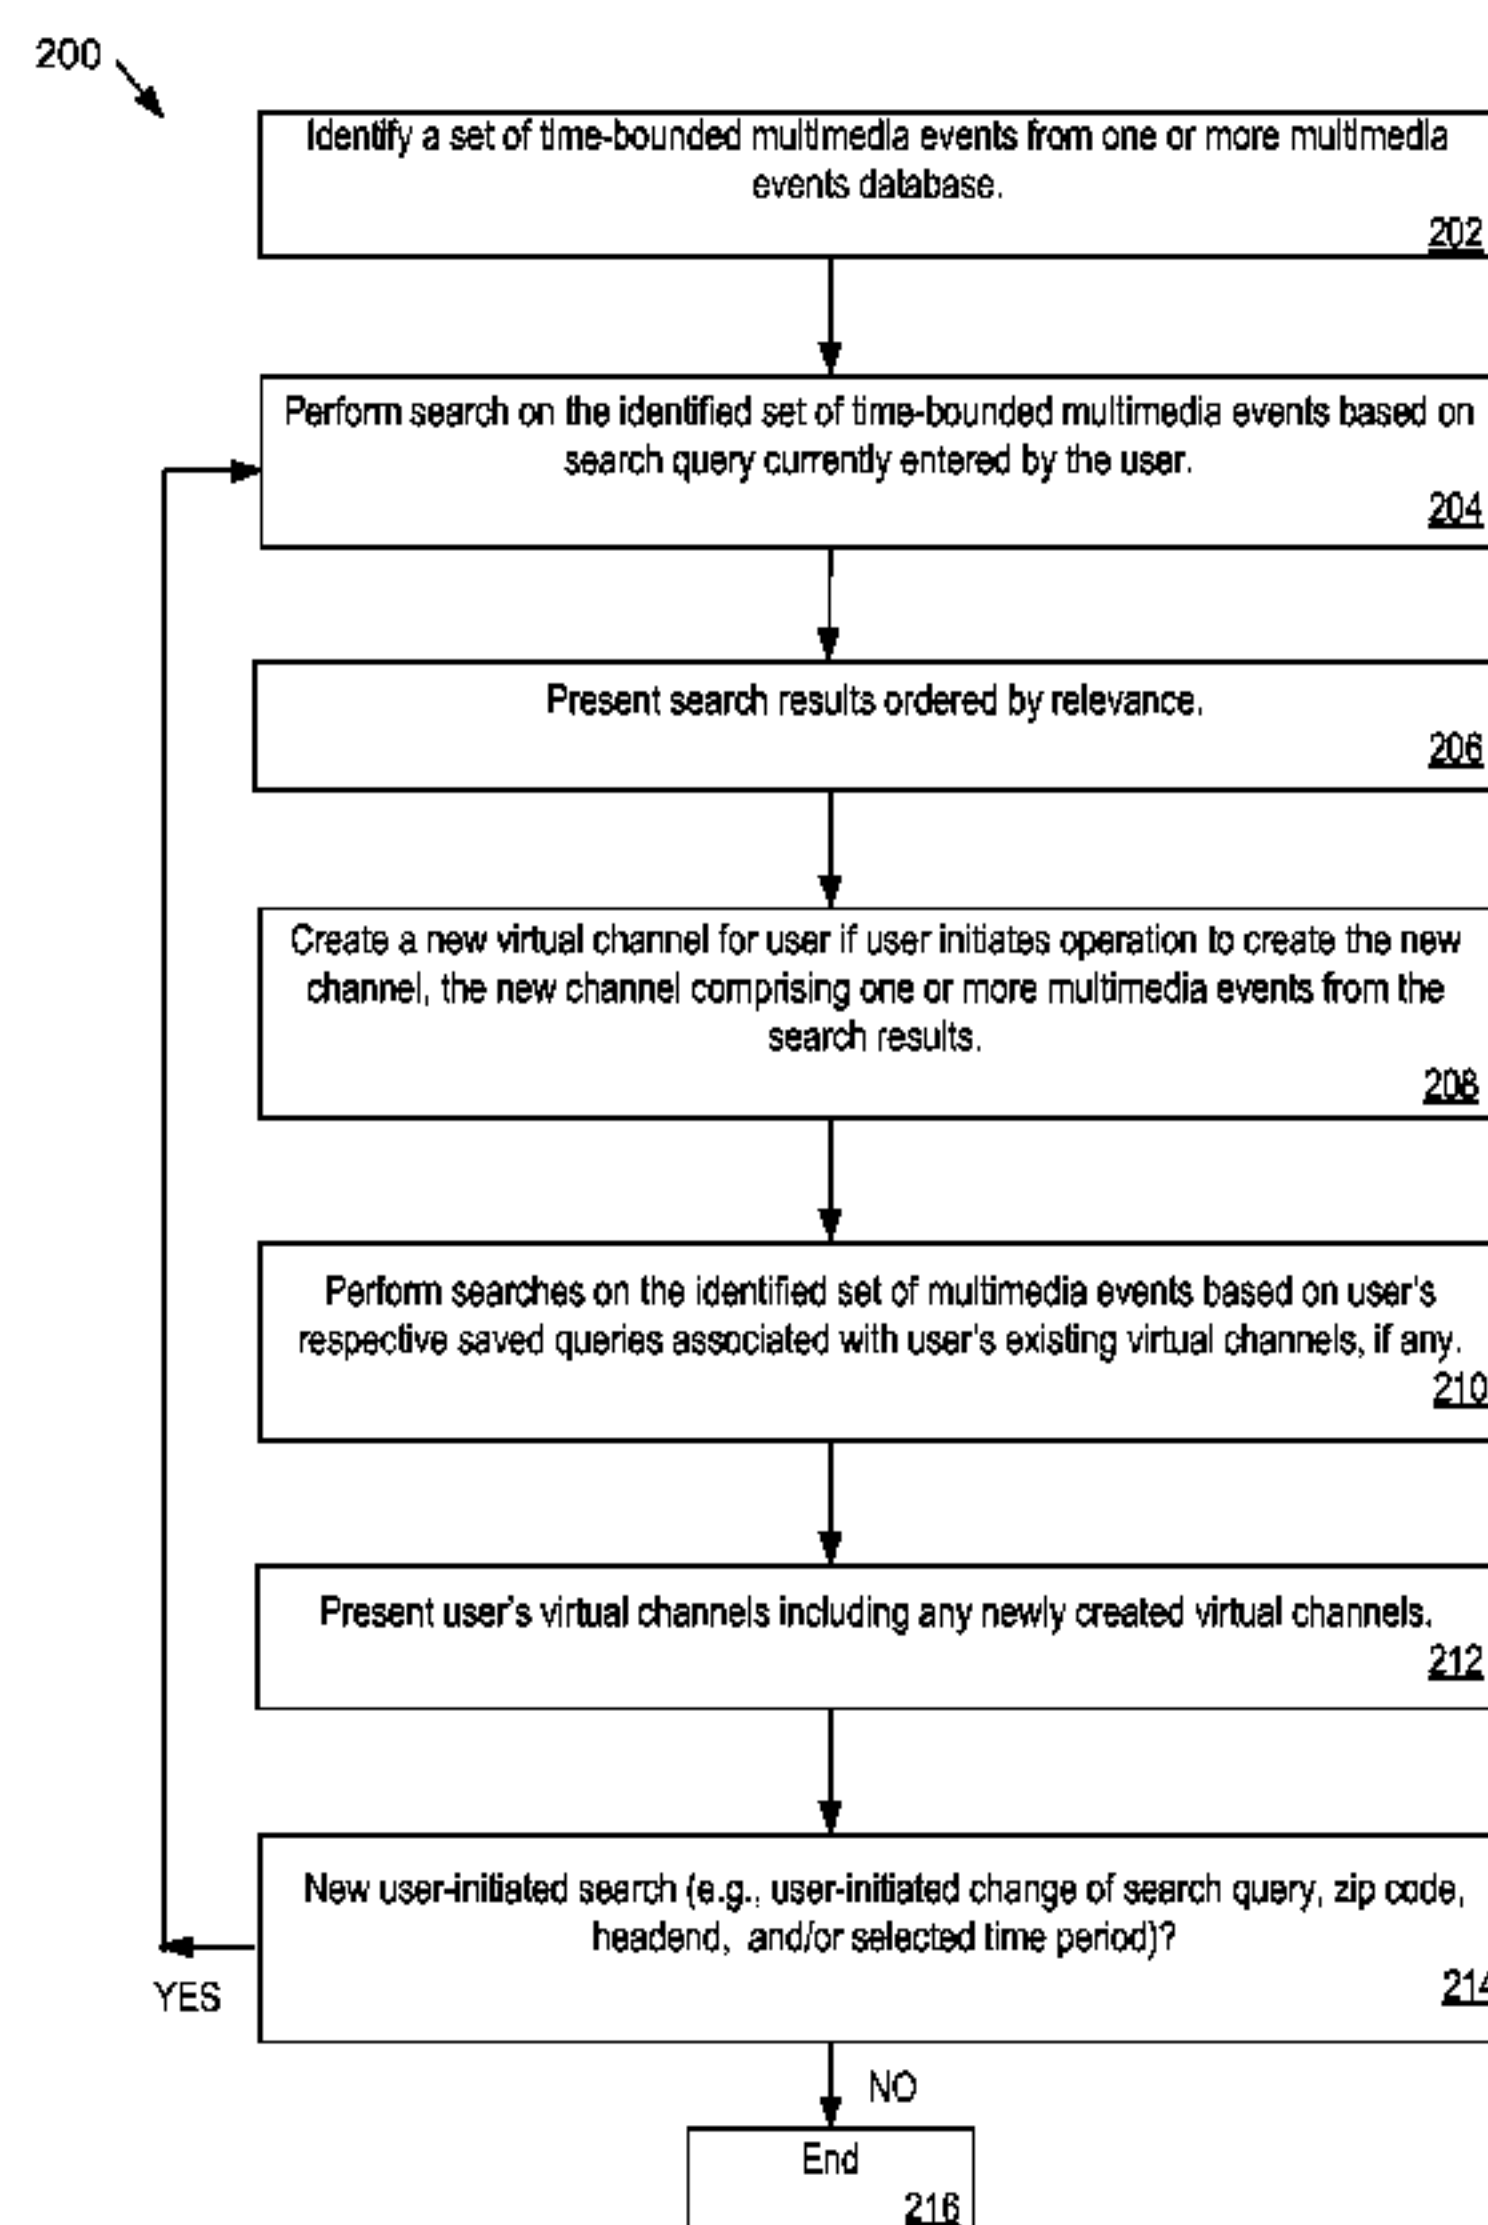 200
Identify a set of time-bounded multimedia events from one or more multimedia
events database.
202
Perform search on the identified set of time-bounded multimedia events based on
search query currently entered by the user.
204
Present search results ordered by relevance.
206
Create a new virtual channel for user if user initiates operation to create the new
channel, the new channel comprising one or more multimedia events from the
search results.
208
Perform searches on the identified set of multimedia events based on user's
respective saved queries associated with user's existing virtual channels, if any.
210
Present user's virtual channels including any newly created virtual channels.
212
New user-initiated search (e.g., user-initiated change of search query, zip code,
headend, and/or selected time period)?
214
YES
NO
End
216